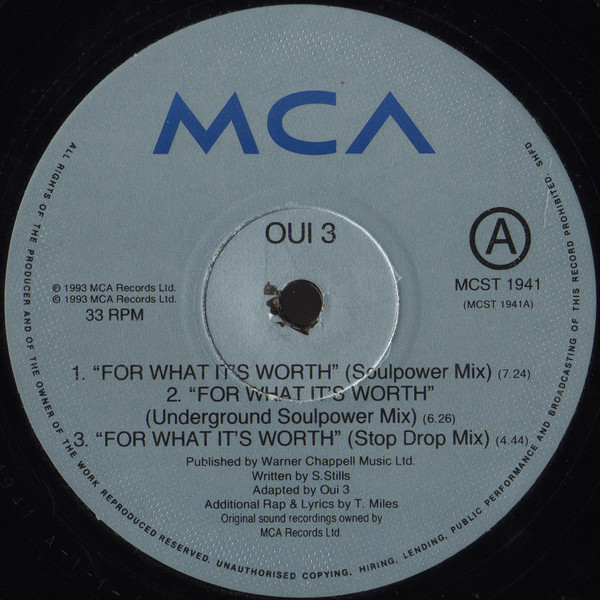 MCA
OUI 3
A
MCST 1941
(MCST 1941A)
℗ 1993 MCA Records Ltd.
© 1993 MCA Records Ltd.
33 RPM
1. “FOR WHAT IT'S WORTH” (Soulpower Mix) (7.24)
2. “FOR WHAT IT'S WORTH”
(Underground Soulpower Mix) (6.26)
3. “FOR WHAT IT'S WORTH” (Stop Drop Mix) (4.44)
Published by Warner Chappell Music Ltd.
Written by S.Stills
Adapted by Oui 3
Additional Rap & Lyrics by T. Miles
Original sound recordings owned by
MCA Records Ltd.
ALL RIGHTS OF THE PRODUCER AND OF THE OWNER OF THE WORK REPRODUCED RESERVED. UNAUTHORISED COPYING, HIRING, LENDING, PUBLIC PERFORMANCE AND BROADCASTING OF THIS RECORD PROHIBITED. SHFD